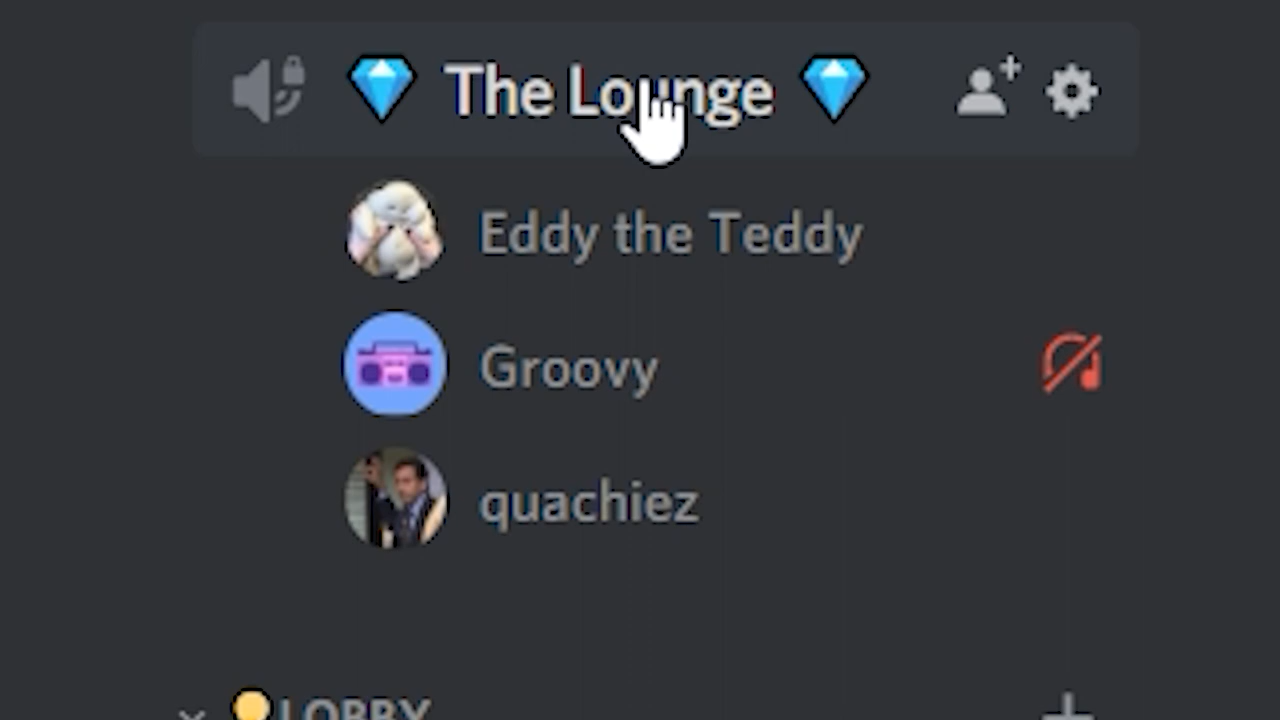 💎 The Lounge 💎
Eddy the Teddy
Groovy
quachiez
LOBBY